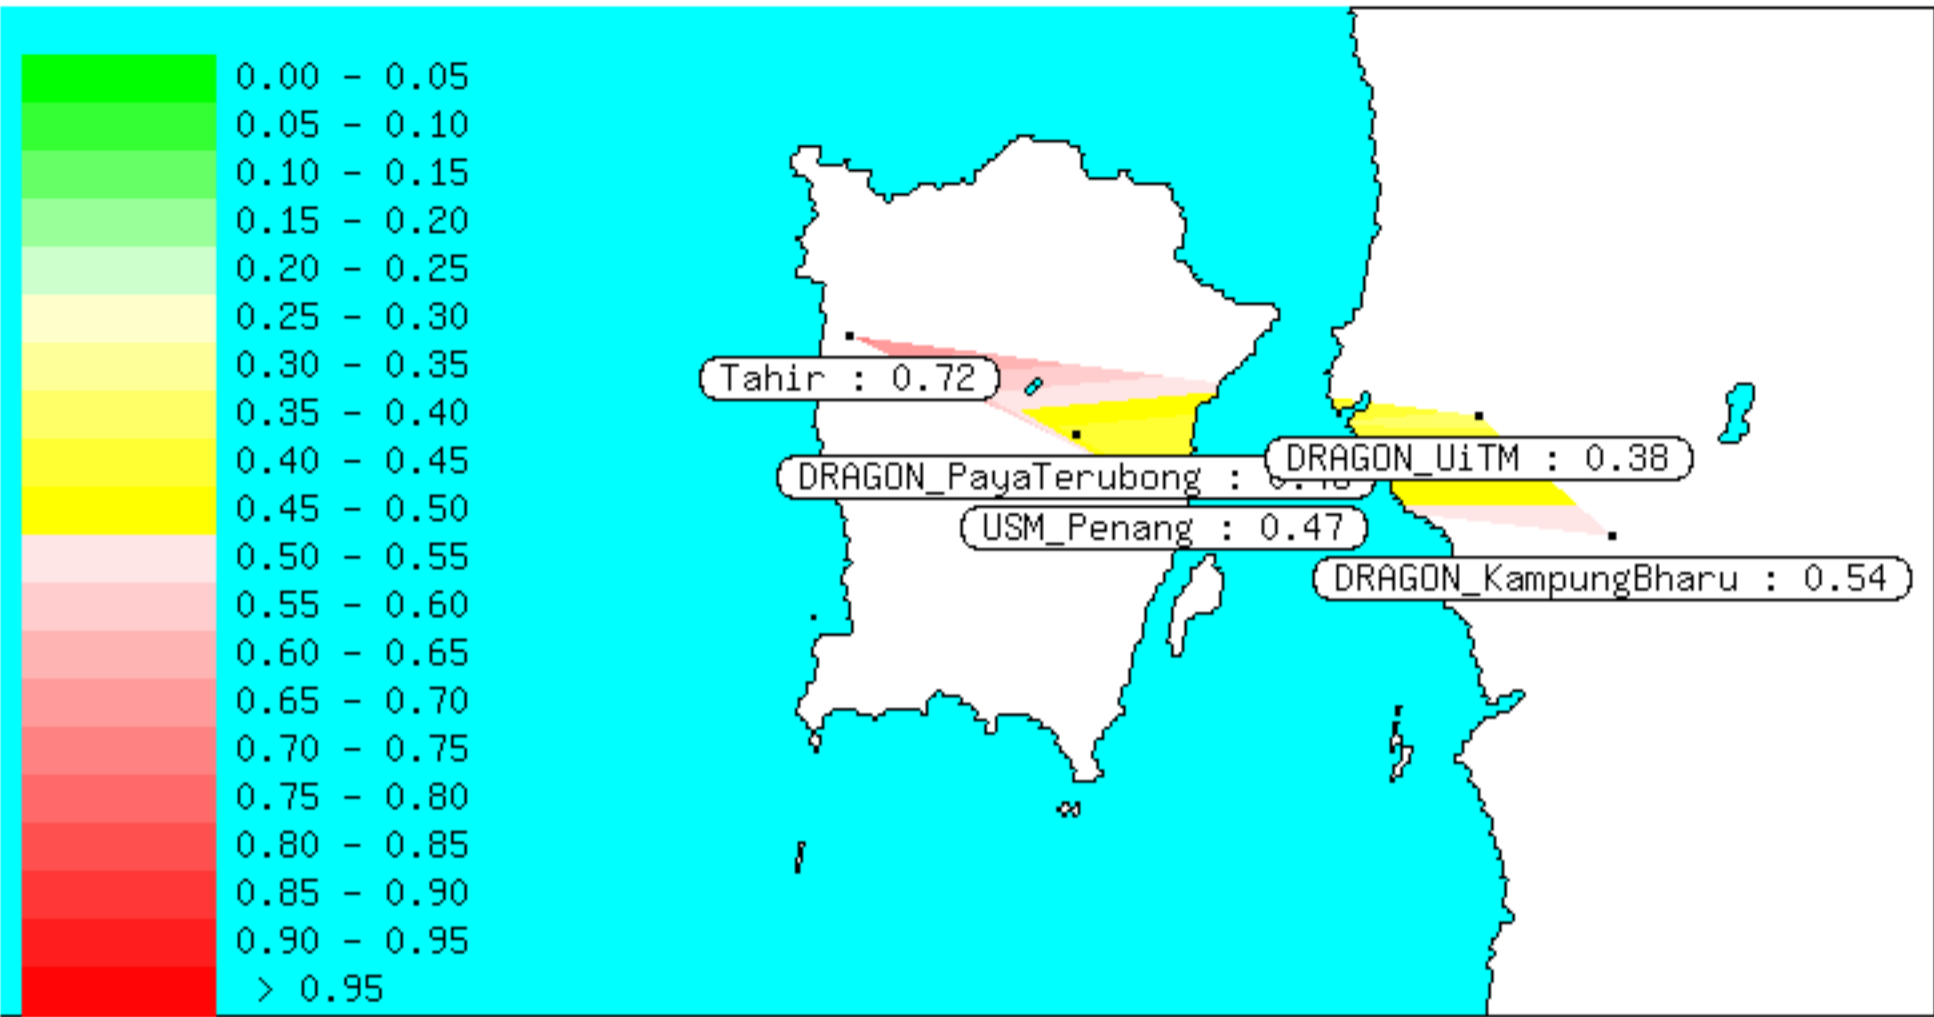 0.00 - 0.05
0.05 - 0.10
0.10 - 0.15
0.15 - 0.20
0.20 - 0.25
0.25 - 0.30
0.30 - 0.35
0.35 - 0.40
0.40 - 0.45
0.45 - 0.50
0.50 - 0.55
0.55 - 0.60
0.60 - 0.65
0.65 - 0.70
0.70 - 0.75
0.75 - 0.80
0.80 - 0.85
0.85 - 0.90
0.90 - 0.95
> 0.95
Tahir : 0.72
DRAGON_UiTM : 0.38
DRAGON_PayaTerubong :
USM_Penang : 0.47
DRAGON_KampungBharu : 0.54